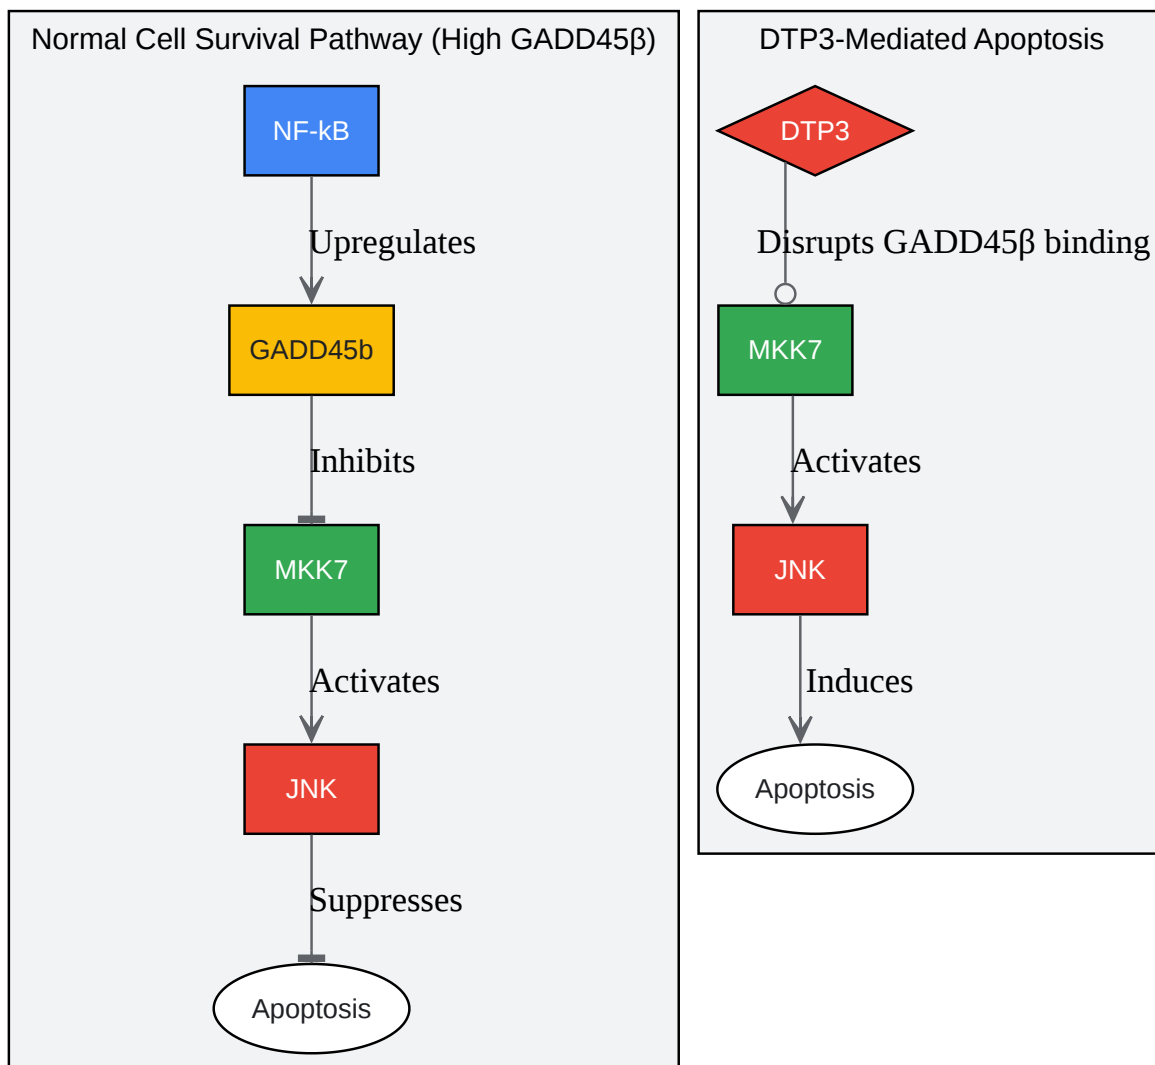 Normal Cell Survival Pathway (High GADD45β)
NF-kB
Upregulates
GADD45b
Inhibits
MKK7
Activates
JNK
Suppresses
Apoptosis
DTP3-Mediated Apoptosis
DTP3
Disrupts GADD45β binding
MKK7
Activates
JNK
Induces
Apoptosis